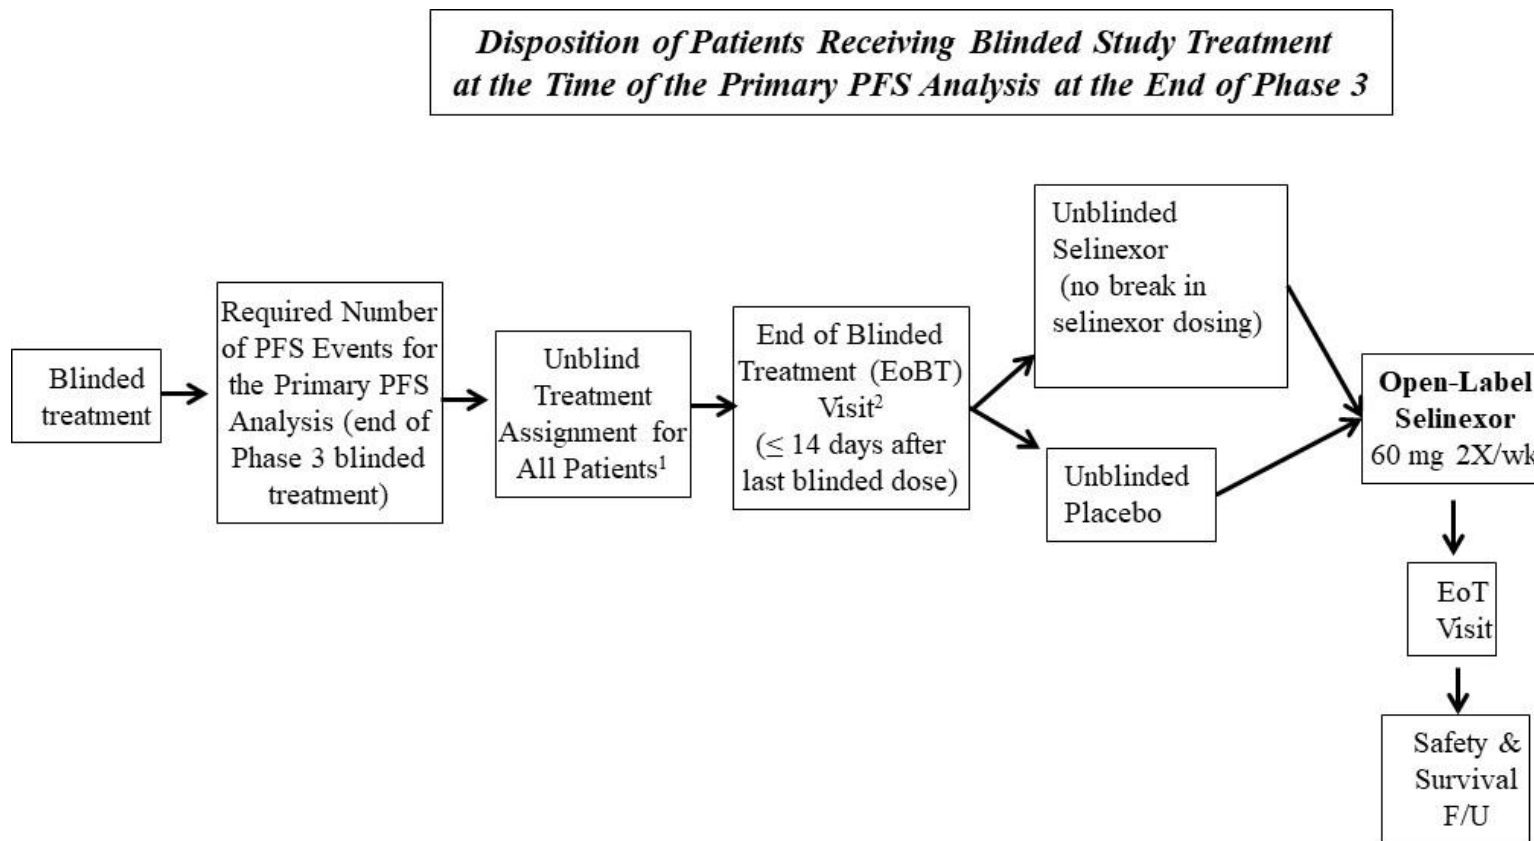 Disposition of Patients Receiving Blinded Study Treatment
at the Time of the Primary PFS Analysis at the End of Phase 3
Blinded
treatment
Required Number
of PFS Events for
the Primary PFS
Analysis (end of
Phase 3 blinded
treatment)
Unblind
Treatment
Assignment for
All Patients¹
End of Blinded
Treatment (EoBT)
Visit²
(≤ 14 days after
last blinded dose)
Unblinded
Selinexor
(no break in
selinexor dosing)
Unblinded
Placebo
Open-Label
Selinexor
60 mg 2X/wk
EoT
Visit
Safety &
Survival
F/U